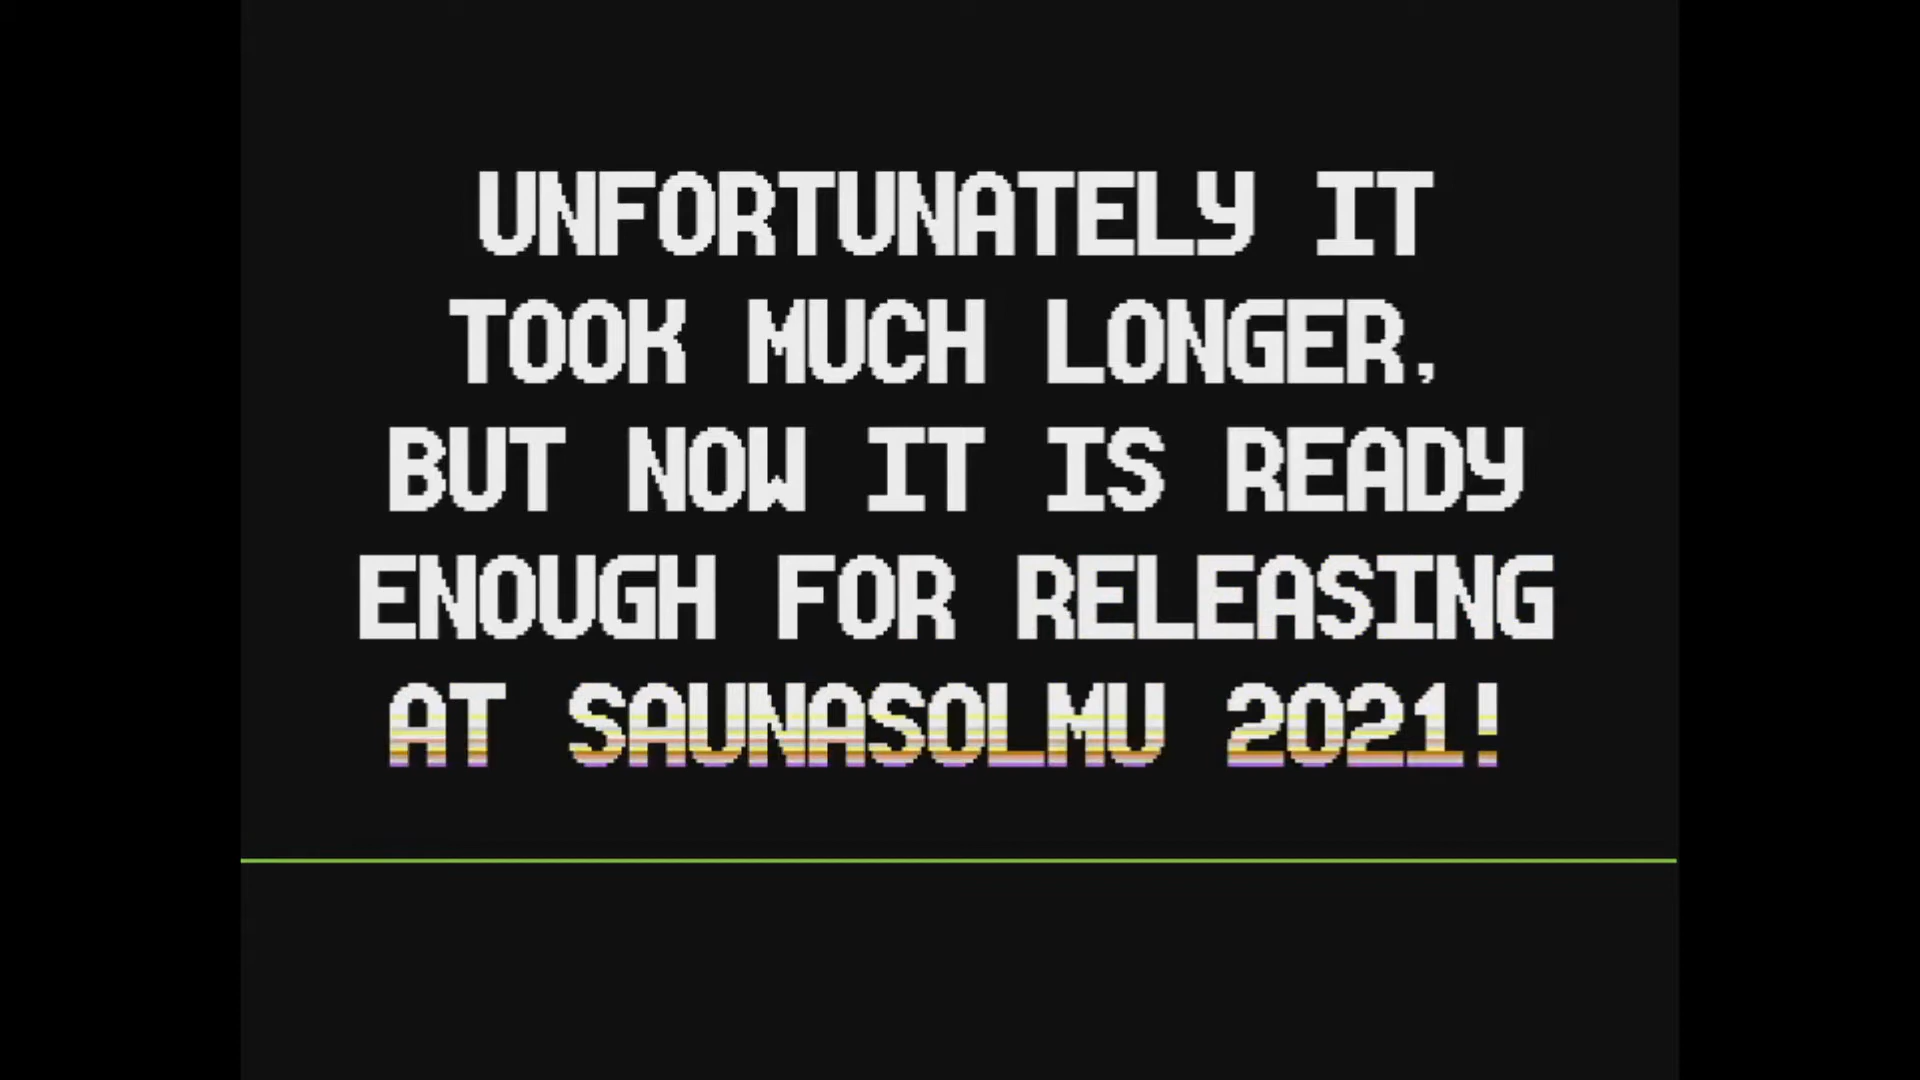 UNFORTUNATELY IT
TOOK MUCH LONGER,
BUT NOW IT IS READY
ENOUGH FOR RELEASING
AT SAUNASOLMU 2021!